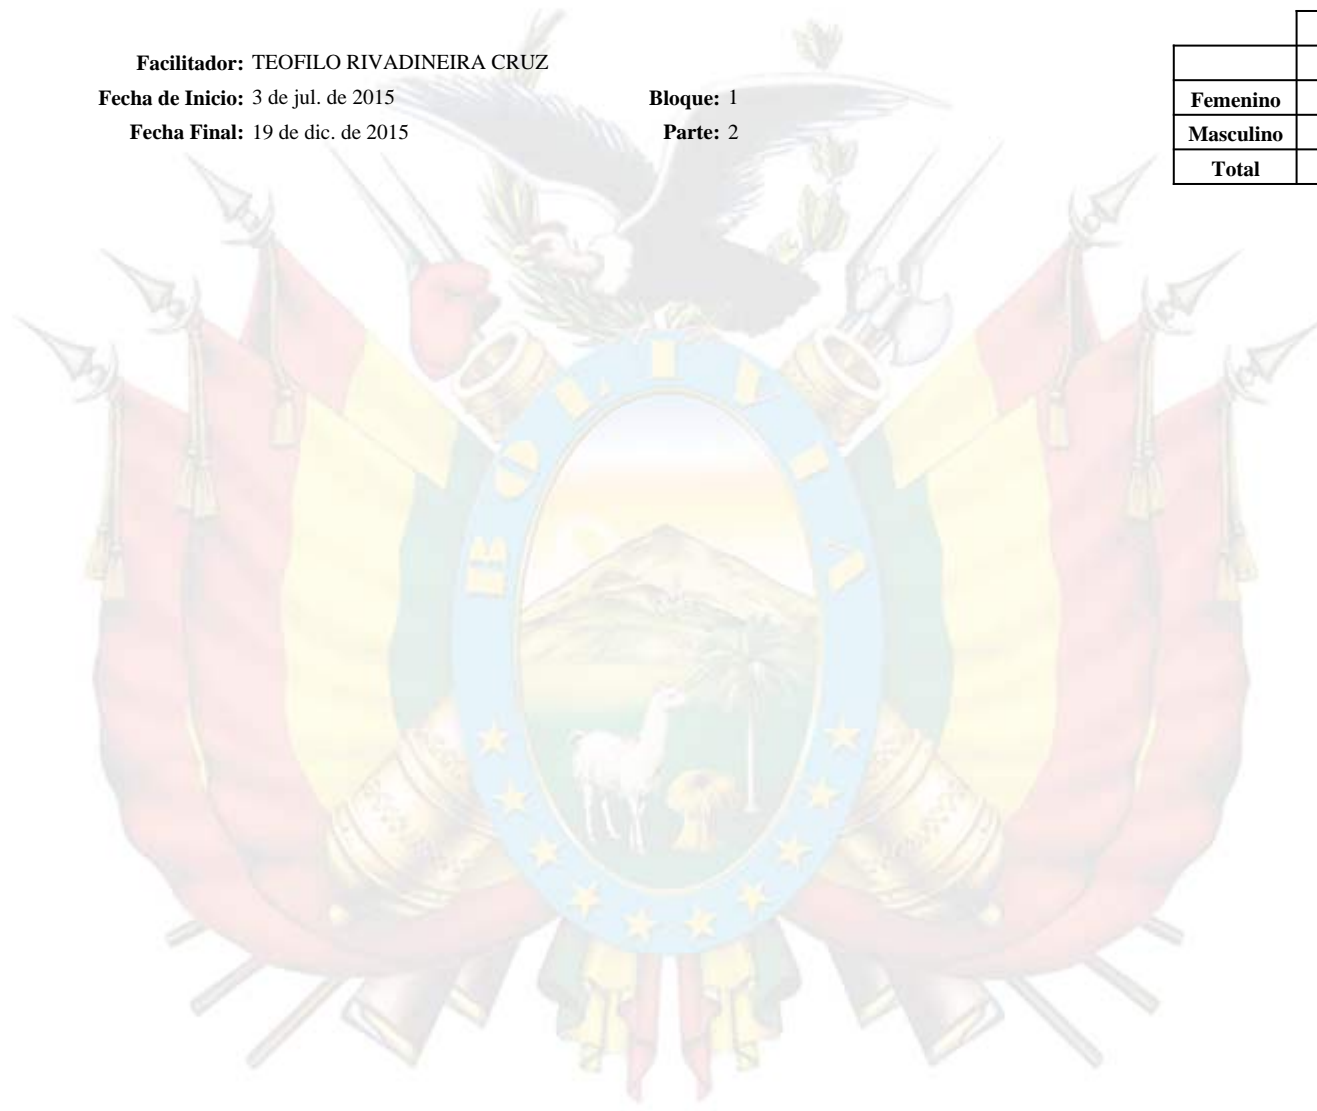 Facilitador: TEOFILO RIVADINEIRA CRUZ
Fecha de Inicio: 3 de jul. de 2015 Bloque: 1
Fecha Final: 19 de dic. de 2015 Parte: 2
Femenino
Masculino
Total
BOLIVIA